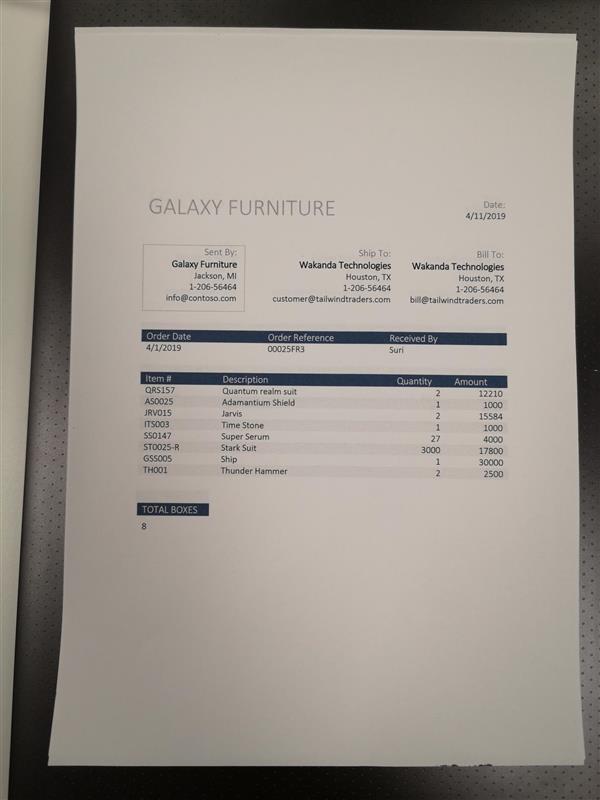 GALAXY FURNITURE
Date:
4/11/2019
Sent By:
Galaxy Furniture
Jackson, MI
1-206-56464
info@contoso.com
Ship To:
Wakanda Technologies
Houston, TX
1-206-56464
customer@tailwindtraders.com
Bill To:
Wakanda Technologies
Houston, TX
1-206-56464
bill@tailwindtraders.com
Order Date Order Reference Received By
4/1/2019 00025FR3 Suri
Item # Description Quantity Amount
QRS157 Quantum realm suit 2 12210
AS0025 Adamantium Shield 1 1000
JRV015 Jarvis 2 15584
ITS003 Time Stone 1 1000
SS0147 Super Serum 27 4000
ST0025-R Stark Suit 3000 17800
GSS005 Ship 1 30000
TH001 Thunder Hammer 2 2500
TOTAL BOXES
8